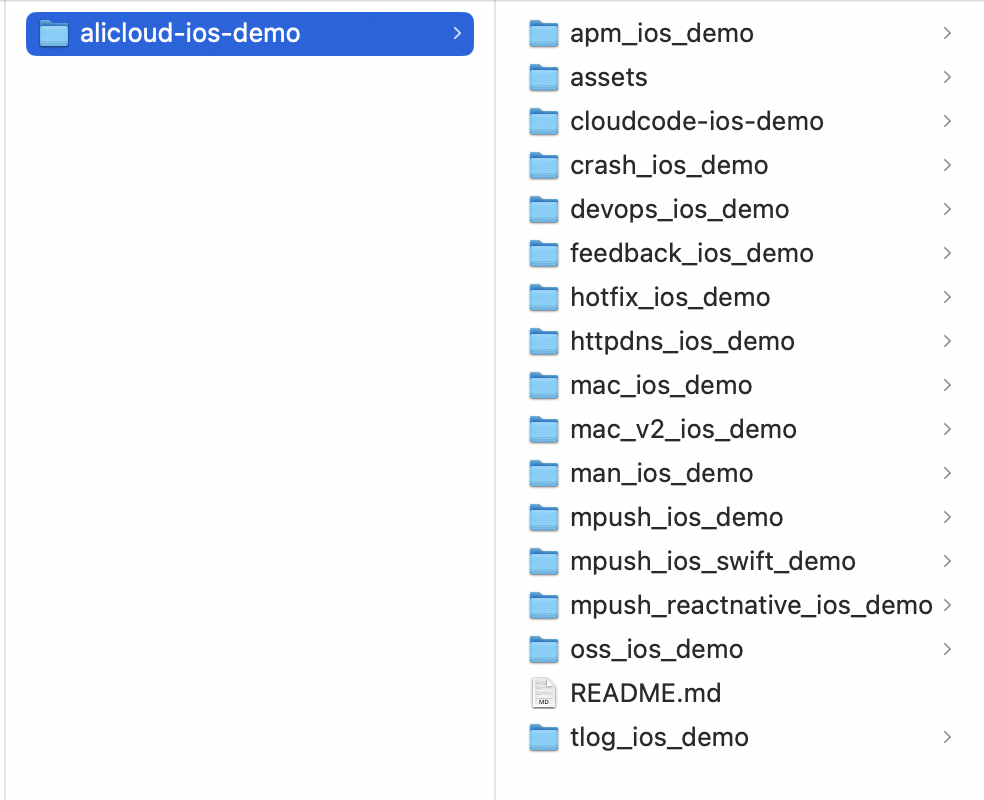 alicloud-ios-demo
apm_ios_demo
assets
cloudcode-ios-demo
crash_ios_demo
devops_ios_demo
feedback_ios_demo
hotfix_ios_demo
httpdns_ios_demo
mac_ios_demo
mac_v2_ios_demo
man_ios_demo
mpush_ios_demo
mpush_ios_swift_demo
mpush_reactnative_ios_demo
oss_ios_demo
MD
README.md
tlog_ios_demo